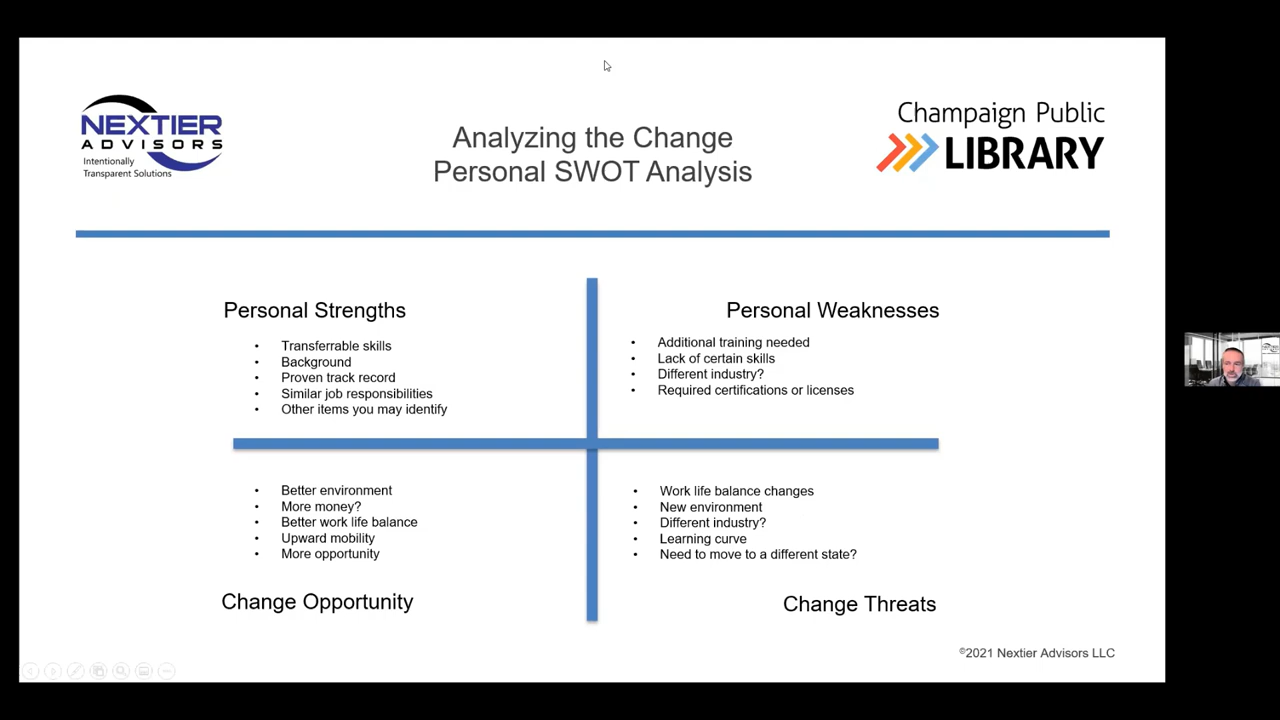 NEXTIER
ADVISORS
Intentionally
Transparent Solutions
Analyzing the Change
Personal SWOT Analysis
Champaign Public
LIBRARY
Personal Strengths
• Transferrable skills
• Background
• Proven track record
• Similar job responsibilities
• Other items you may identify
Personal Weaknesses
• Additional training needed
• Lack of certain skills
• Different industry?
• Required certifications or licenses
• Better environment
• More money?
• Better work life balance
• Upward mobility
• More opportunity
Change Opportunity
• Work life balance changes
• New environment
• Different industry?
• Learning curve
• Need to move to a different state?
Change Threats
©2021 Nextier Advisors LLC